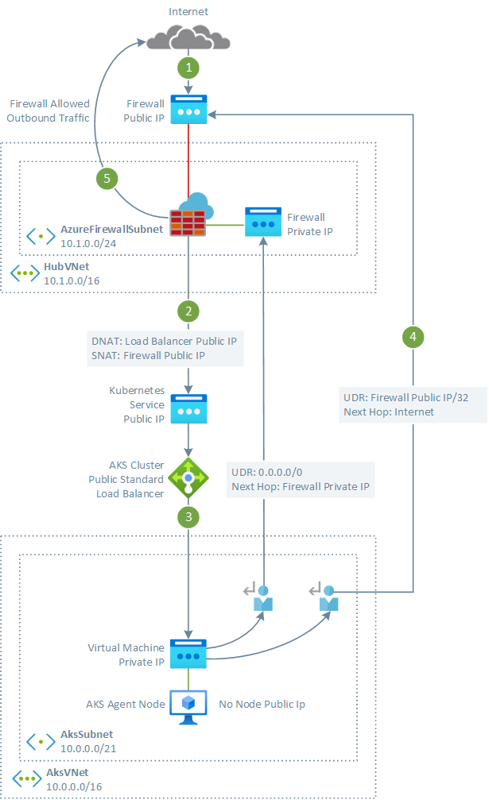 Internet
1
Firewall Allowed
Outbound Traffic
Firewall
Public IP
5
4
AzureFirewallSubnet
10.1.0.0/24
Firewall
Private IP
HubVNet
10.1.0.0/16
2
DNAT: Load Balancer Public IP
SNAT: Firewall Public IP
UDR: Firewall Public IP/32
Next Hop: Internet
Kubernetes
Service
Public IP
AKS Cluster
Public Standard
Load Balancer
UDR: 0.0.0.0/0
Next Hop: Firewall Private IP
3
Virtual Machine
Private IP
AKS Agent Node
No Node Public Ip
AksSubnet
10.0.0.0/21
AksVNet
10.0.0.0/16